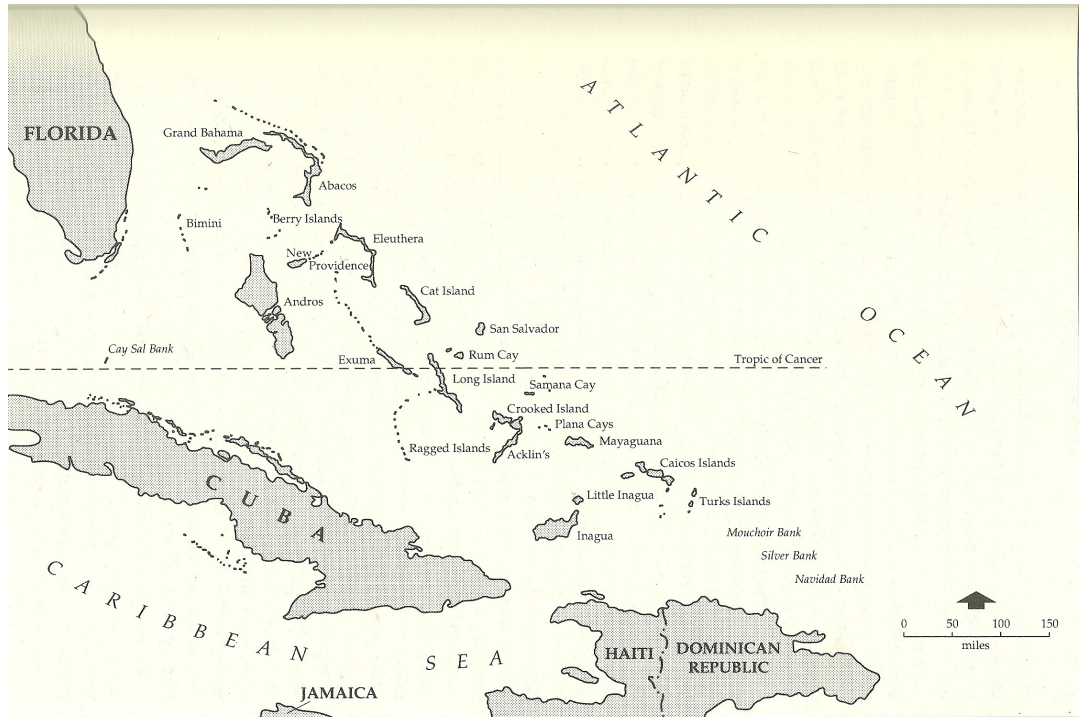 ATLANTIC
FLORIDA
Grand Bahama
Abacos
Berry Islands
Bimini
Eleuthera
New
Providence
Cat Island
Andros
OCEAN
San Salvador
Cay Sal Bank
Rum Cay
Exuma
Tropic of Cancer
Long Island
Samana Cay
Crooked Island
Plana Cays
Mayaguana
Ragged Islands
Acklin's
Caicos Islands
CUBA
Little Inagua
Turks Islands
Mouchoir Bank
Inagua
Silver Bank
Navidad Bank
CARIBBEAN SEA
0 50 100 150
miles
HAITI
DOMINICAN
REPUBLIC
JAMAICA